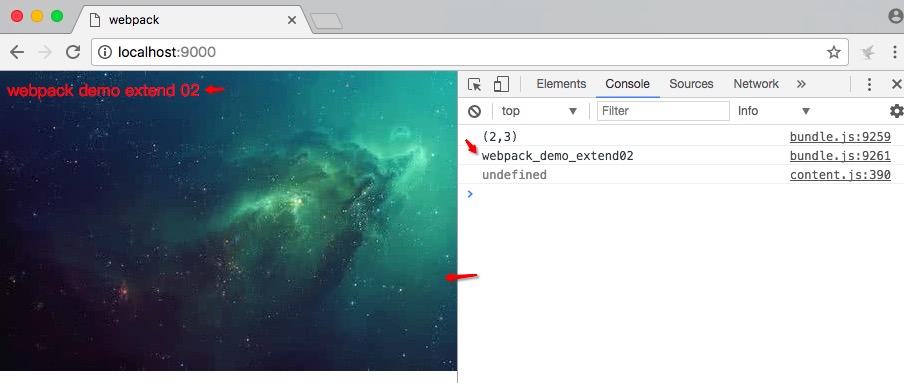 webpack
localhost:9000
webpack demo extend 02
Elements Console Sources Network
top Filter Info
(2,3) bundle.js:9259
webpack_demo_extend02 bundle.js:9261
undefined content.js:390